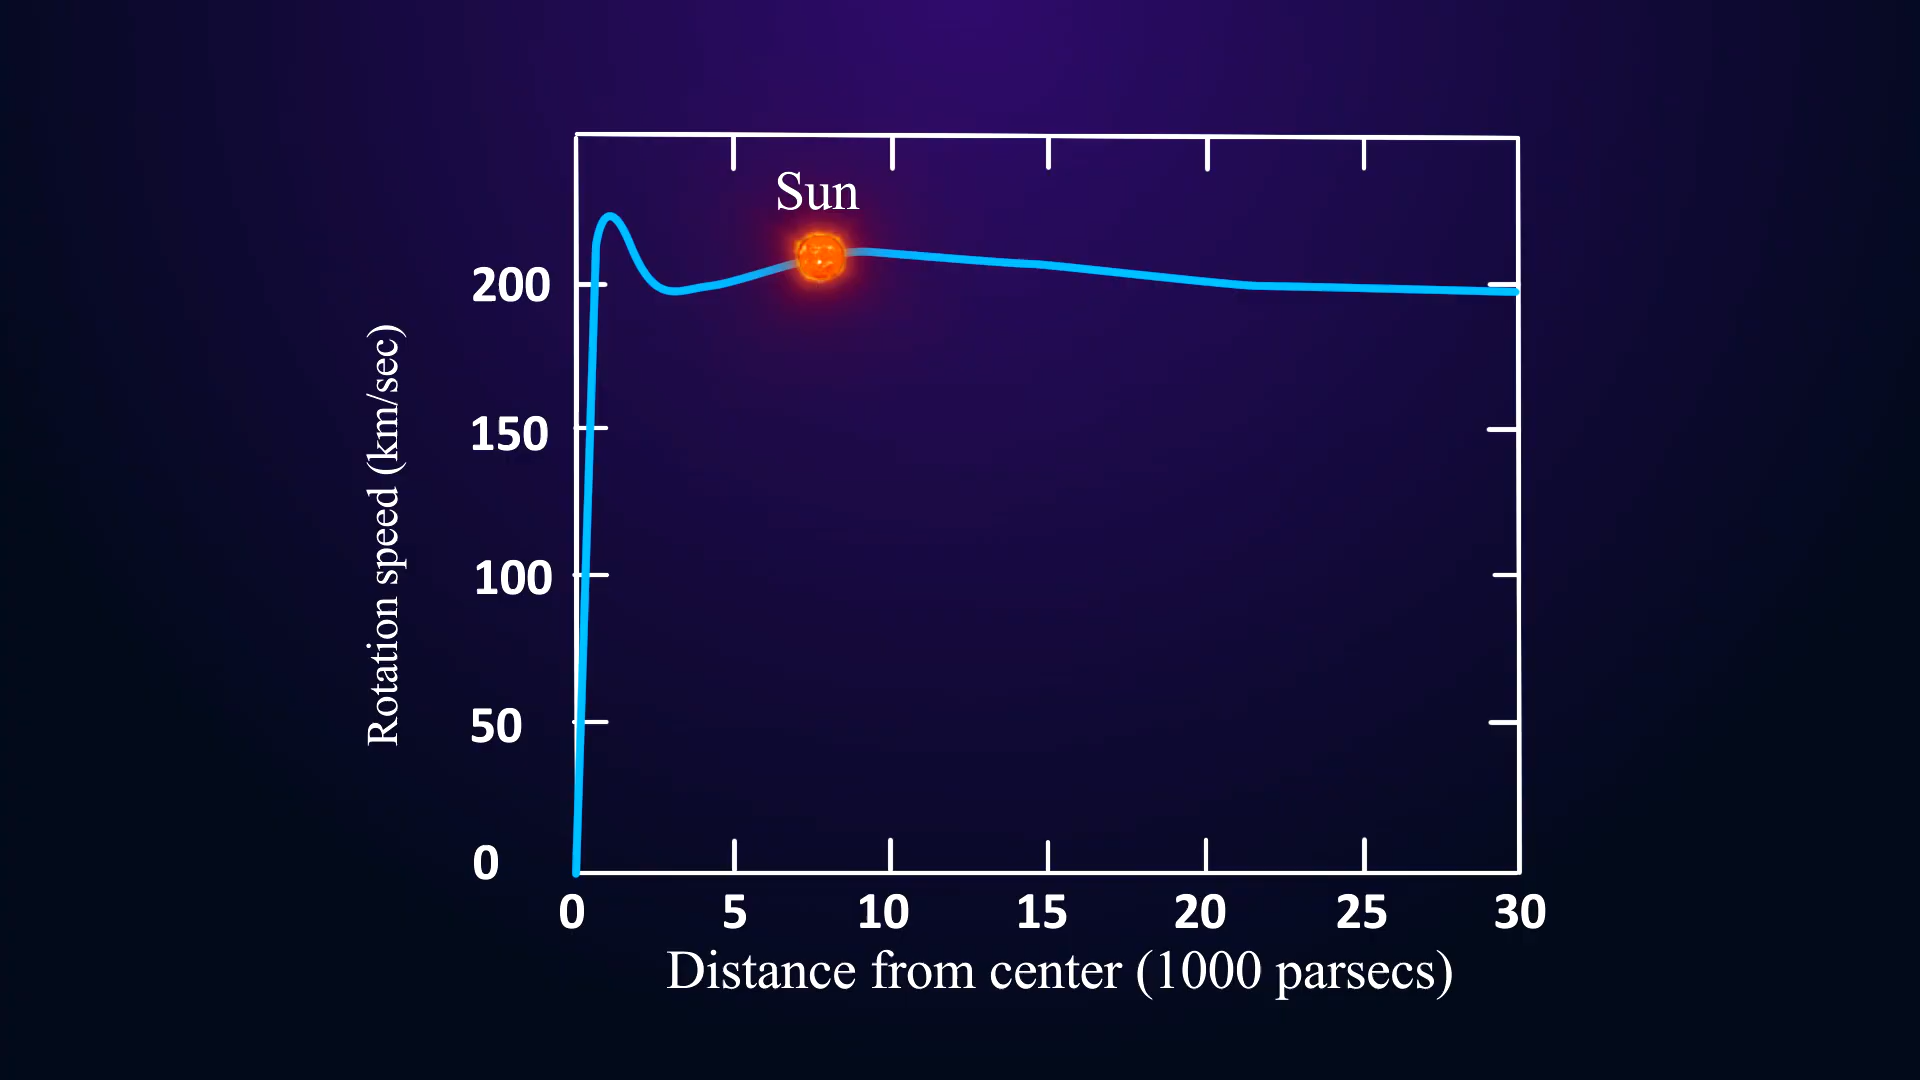 Sun
200
150
100
50
0
Rotation speed (km/sec)
0 5 10 15 20 25 30
Distance from center (1000 parsecs)